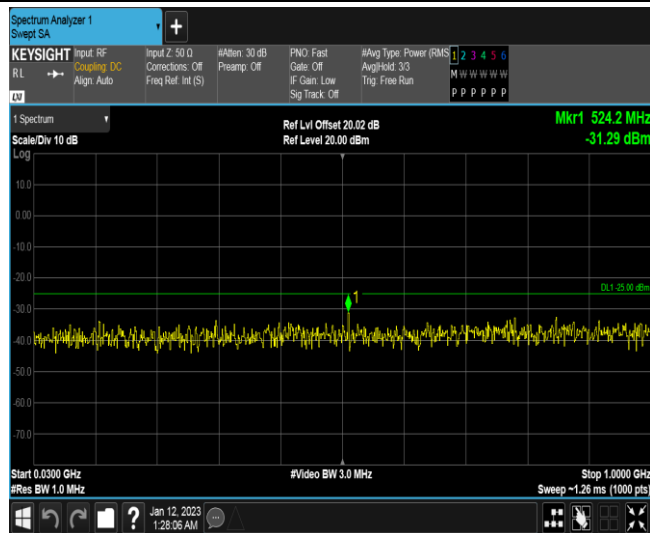 Spectrum Analyzer 1
Swept SA
+
KEYSIGHT
RL
Input: RF
Coupling: DC
Align: Auto
Input Z: 50 Ω
Corrections: Off
Freq Ref: Int (S)
#Atten: 30 dB
Preamp: Off
PNO: Fast
Gate: Off
IF Gain: Low
Sig Track: Off
#Avg Type: Power (RMS
Avg|Hold: 3/3
Trig: Free Run
1 2 3 4 5 6
M W W W W W
P P P P P P
1 Spectrum
Scale/Div 10 dB
Ref Lvl Offset 20.02 dB
Ref Level 20.00 dBm
Mkr1 524.2 MHz
-31.29 dBm
Log
10.0
0.00
-10.0
-20.0
-30.0
-40.0
-50.0
-60.0
-70.0
1
DL1 -25.00 dBm
Start 0.0300 GHz
#Res BW 1.0 MHz
#Video BW 3.0 MHz
Stop 1.0000 GHz
Sweep ~1.26 ms (1000 pts)
?
Jan 12, 2023
1:28:06 AM